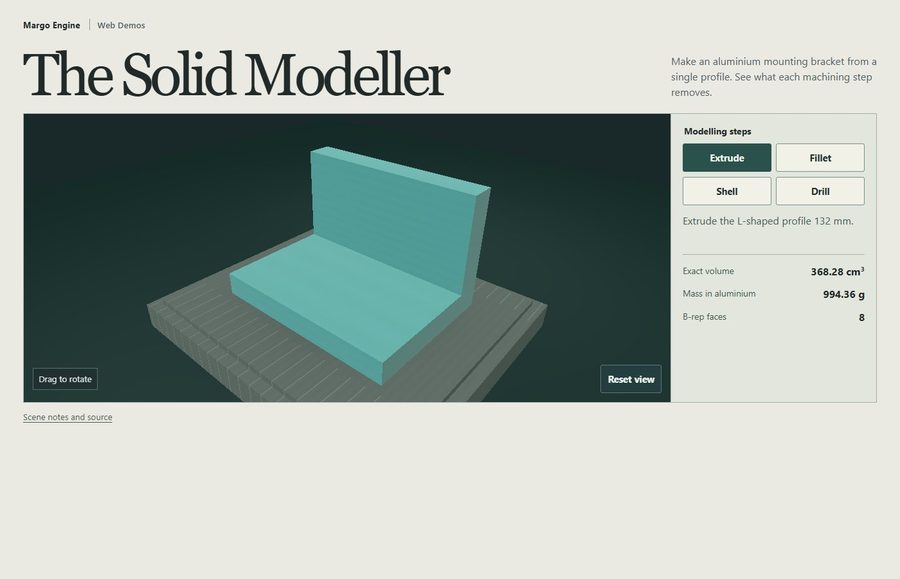 Margo Engine
Web Demos
The Solid Modeller
Make an aluminium mounting bracket from a
single profile. See what each machining step
removes.
Modelling steps
Extrude
Fillet
Shell
Drill
Extrude the L-shaped profile 132 mm.
Exact volume 368.28 cm³
Mass in aluminium 994.36 g
B-rep faces 8
Drag to rotate
Reset view
Scene notes and source